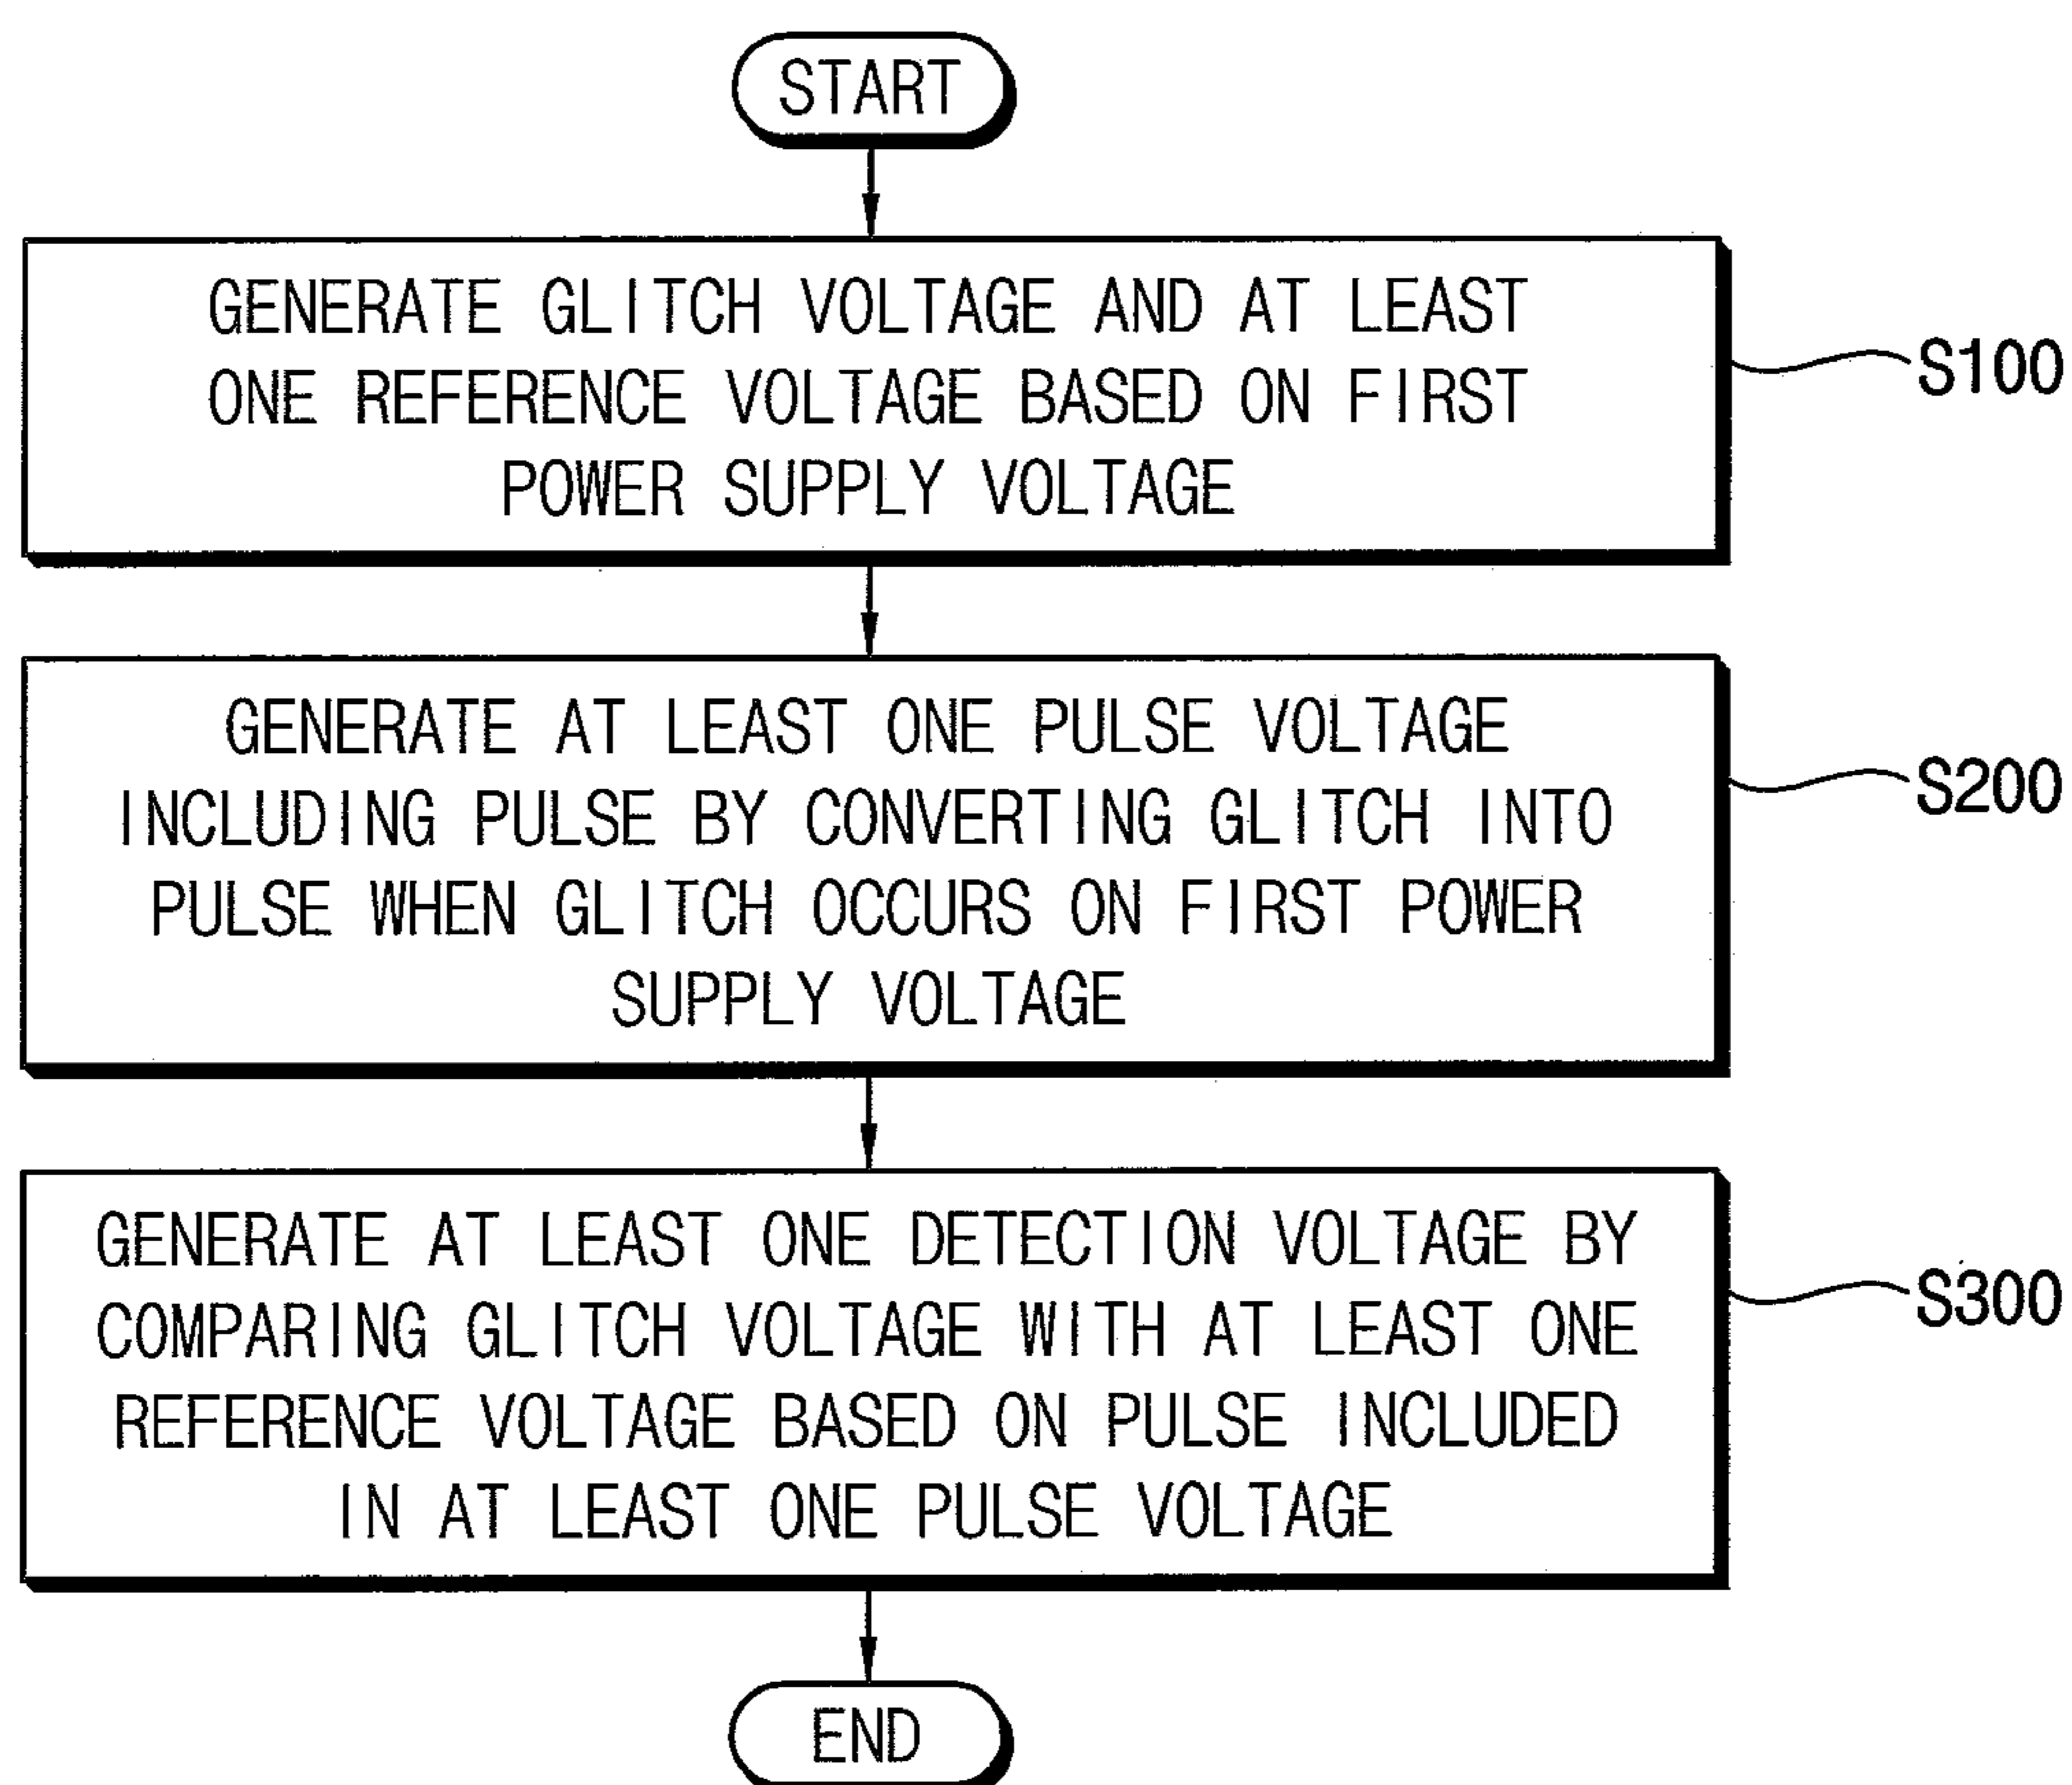 START
GENERATE GLITCH VOLTAGE AND AT LEAST
ONE REFERENCE VOLTAGE BASED ON FIRST
POWER SUPPLY VOLTAGE
S100
GENERATE AT LEAST ONE PULSE VOLTAGE
INCLUDING PULSE BY CONVERTING GLITCH INTO
PULSE WHEN GLITCH OCCURS ON FIRST POWER
SUPPLY VOLTAGE
S200
GENERATE AT LEAST ONE DETECTION VOLTAGE BY
COMPARING GLITCH VOLTAGE WITH AT LEAST ONE
REFERENCE VOLTAGE BASED ON PULSE INCLUDED
IN AT LEAST ONE PULSE VOLTAGE
S300
END